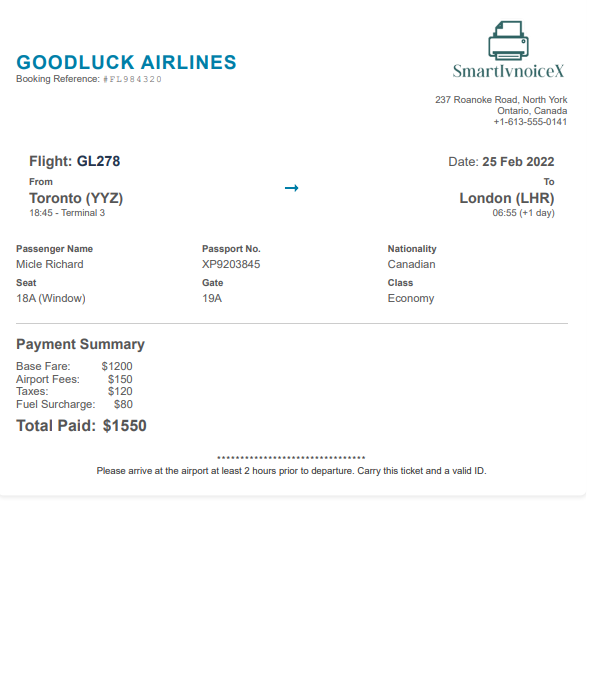 GOODLUCK AIRLINES
Booking Reference: #FL984320
SmartIvnoiceX
237 Roanoke Road, North York
Ontario, Canada
+1-613-555-0141
Flight: GL278
Date: 25 Feb 2022
From
To
Toronto (YYZ)
→
London (LHR)
18:45 - Terminal 3
06:55 (+1 day)
Passenger Name Passport No. Nationality
Micle Richard XP9203845 Canadian
Seat Gate Class
18A (Window) 19A Economy
Payment Summary
Base Fare: $1200
Airport Fees: $150
Taxes: $120
Fuel Surcharge: $80
Total Paid: $1550
********************************
Please arrive at the airport at least 2 hours prior to departure. Carry this ticket and a valid ID.